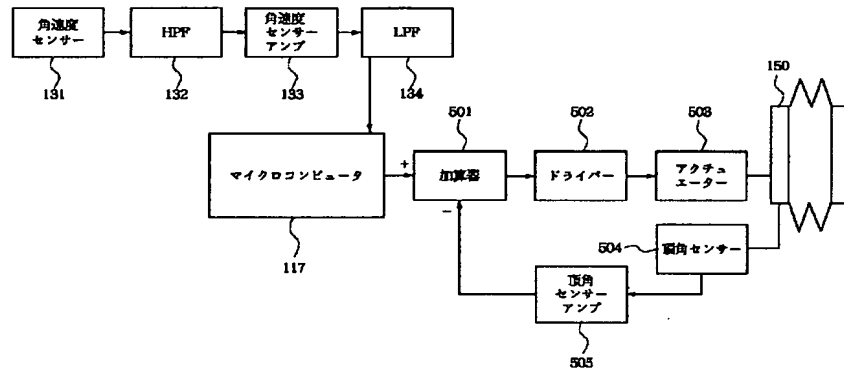 角速度
センサー
131
HPF
132
角速度
センサー
アンプ
133
LPF
134
マイクロコンピュータ
117
+
−
加算器
501
ドライバー
502
アクチュ
エーター
503
150
頂角センサー
504
頂角
センサー
アンプ
505